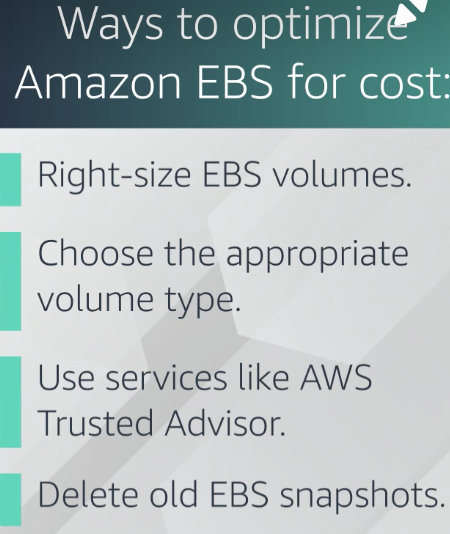 Ways to optimize
Amazon EBS for cost:
Right-size EBS volumes.
Choose the appropriate
volume type.
Use services like AWS
Trusted Advisor.
Delete old EBS snapshots.